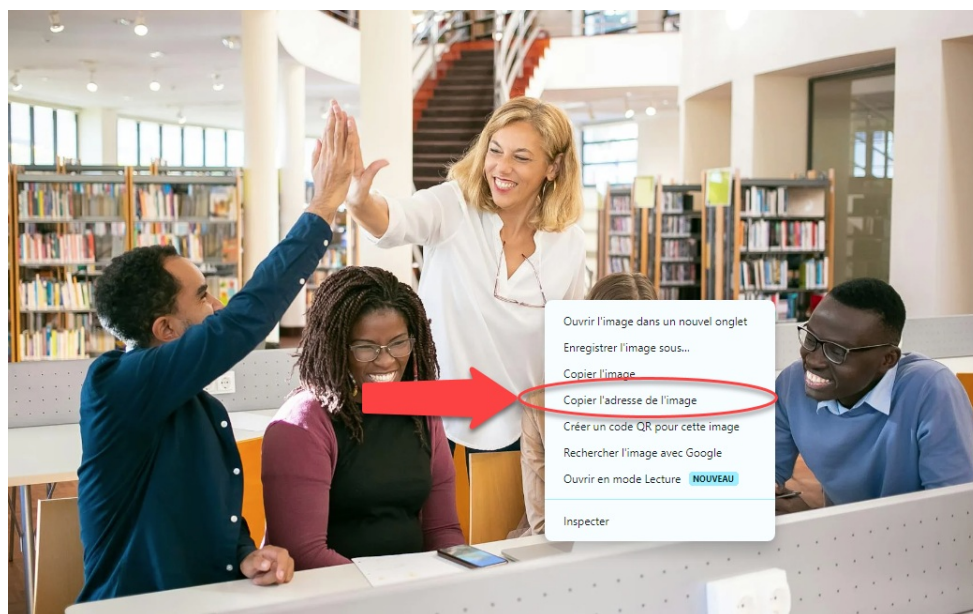 Ouvrir l'image dans un nouvel onglet
Enregistrer l'image sous...
Copier l'image
Copier l'adresse de l'image
Créer un code QR pour cette image
Rechercher l'image avec Google
Ouvrir en mode Lecture NOUVEAU
Inspecter